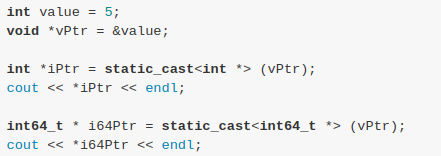 int value = 5;
void *vPtr = &value;
int *iPtr = static_cast<int *> (vPtr);
cout << *iPtr << endl;
int64_t * i64Ptr = static_cast<int64_t *> (vPtr);
cout << *i64Ptr << endl;